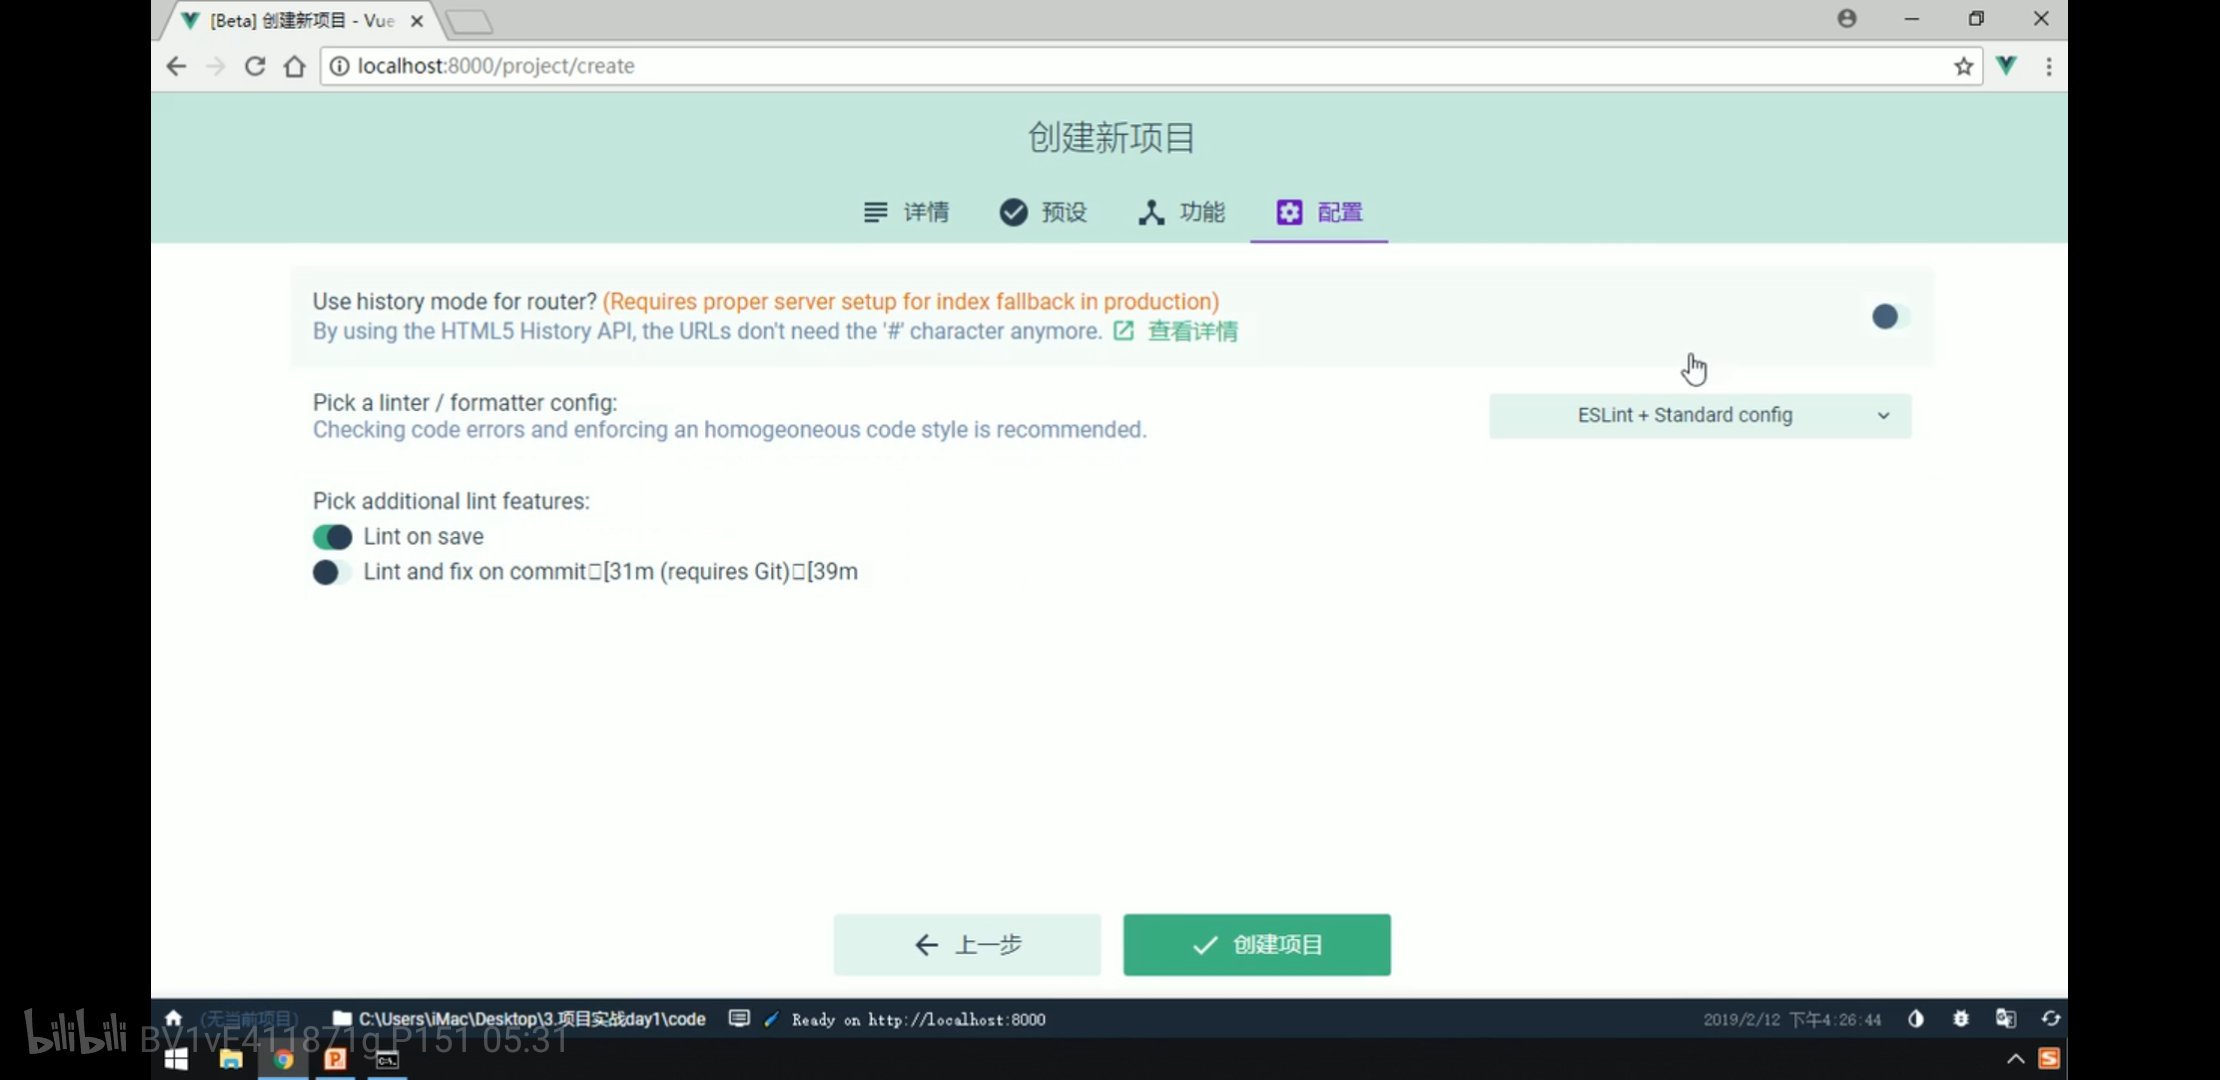 [Beta] 创建新项目 - Vue
localhost:8000/project/create
创建新项目
详情 预设 功能 配置
Use history mode for router? (Requires proper server setup for index fallback in production)
By using the HTML5 History API, the URLs don't need the '#' character anymore. 查看详情
Pick a linter / formatter config:
Checking code errors and enforcing an homogeoneous code style is recommended.
ESLint + Standard config
Pick additional lint features:
Lint on save
Lint and fix on commit□[31m (requires Git)□[39m
上一步 创建项目
(无当前项目) C:\Users\iMac\Desktop\3.项目实战day1\code Ready on http://localhost:8000 2019/2/12 下午4:26:44
bilibili BV1vE411871g P151 05:31